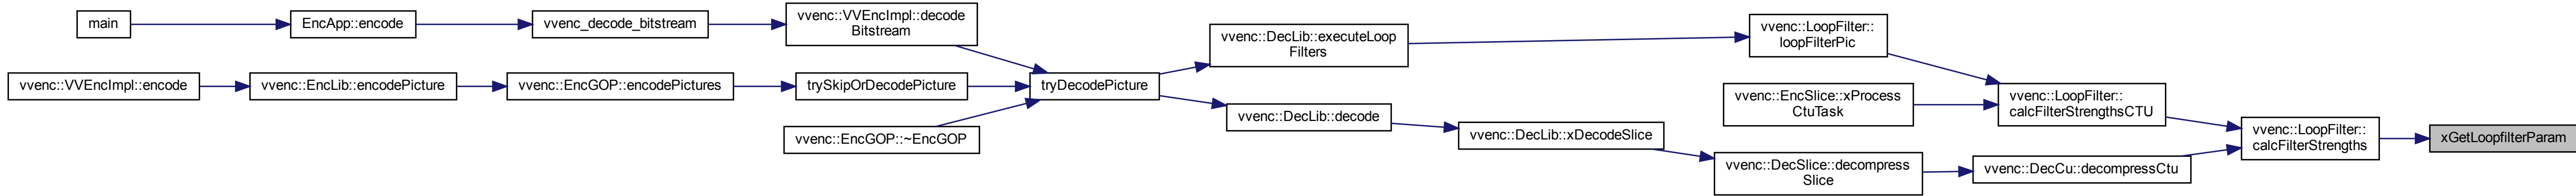 main
EncApp::encode
vvenc_decode_bitstream
vvenc::VVEncImpl::decode
Bitstream
vvenc::VVEncImpl::encode
vvenc::EncLib::encodePicture
vvenc::EncGOP::encodePictures
trySkipOrDecodePicture
vvenc::EncGOP::~EncGOP
tryDecodePicture
vvenc::DecLib::executeLoop
Filters
vvenc::DecLib::decode
vvenc::DecLib::xDecodeSlice
vvenc::LoopFilter::
loopFilterPic
vvenc::EncSlice::xProcess
CtuTask
vvenc::DecSlice::decompress
Slice
vvenc::LoopFilter::
calcFilterStrengthsCTU
vvenc::DecCu::decompressCtu
vvenc::LoopFilter::
calcFilterStrengths
xGetLoopfilterParam